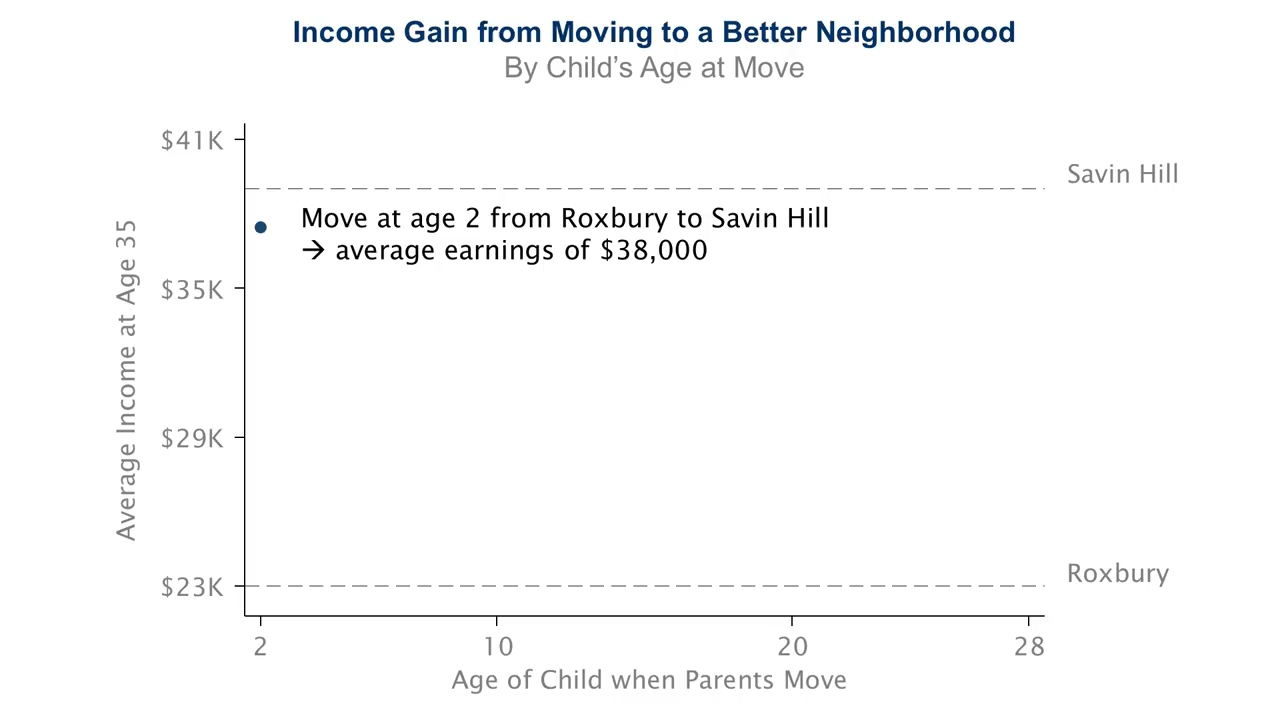 Income Gain from Moving to a Better Neighborhood
By Child’s Age at Move
$41K
Savin Hill
Move at age 2 from Roxbury to Savin Hill
→ average earnings of $38,000
$35K
Average Income at Age 35
$29K
Roxbury
$23K
2 10 20 28
Age of Child when Parents Move